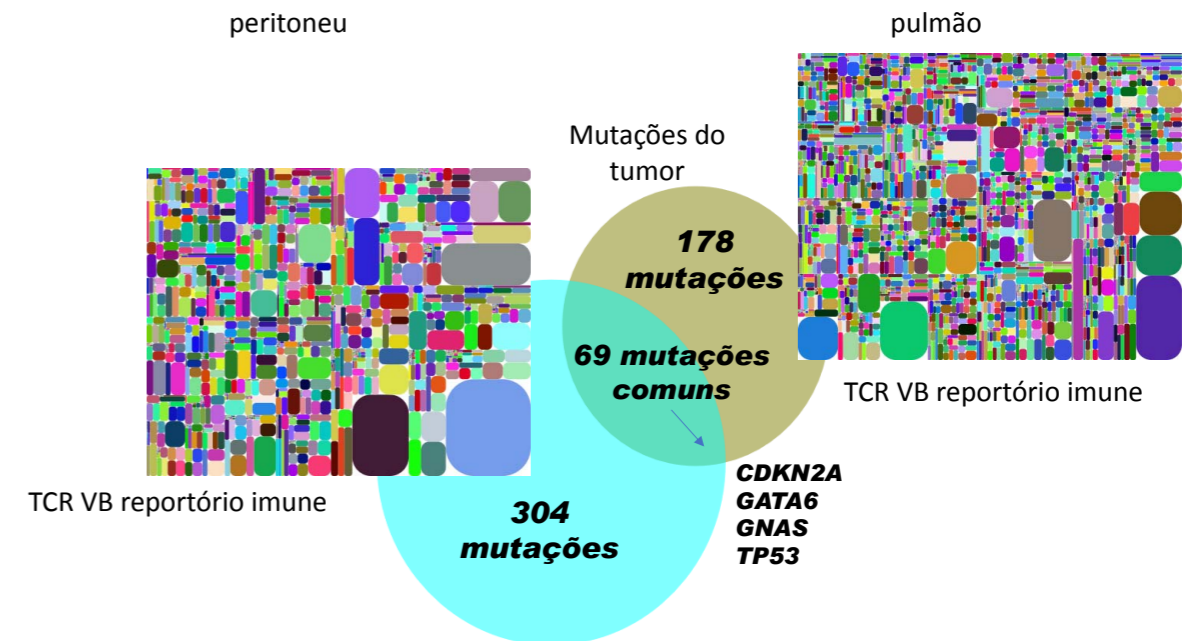 peritoneu
pulmão
Mutações do
tumor
178
mutações
69 mutações
comuns
TCR VB reportório imune
TCR VB reportório imune
304
mutações
CDKN2A
GATA6
GNAS
TP53